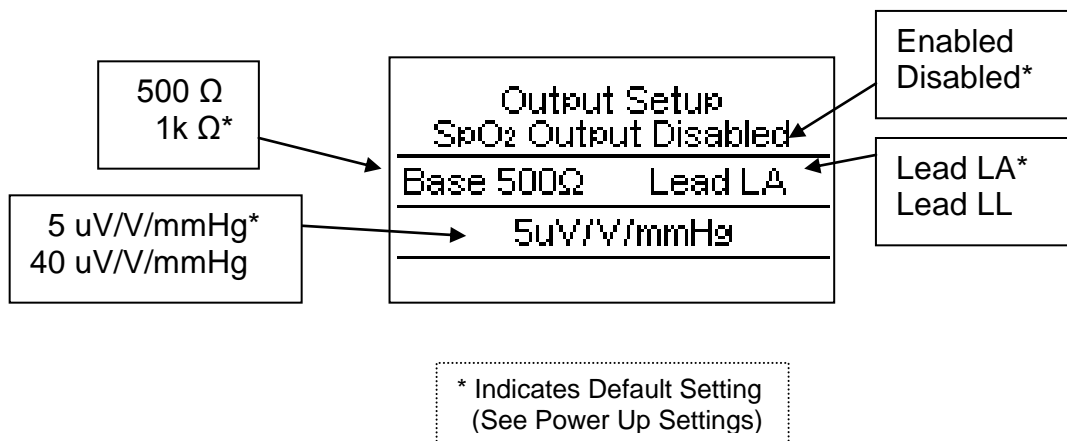 Enabled
Disabled*
500 Ω
1k Ω*
Output Setup
SpO₂ Output Disabled
Base 500Ω Lead LA
5uV/V/mmHg
Lead LA*
Lead LL
5 uV/V/mmHg*
40 uV/V/mmHg
* Indicates Default Setting
(See Power Up Settings)